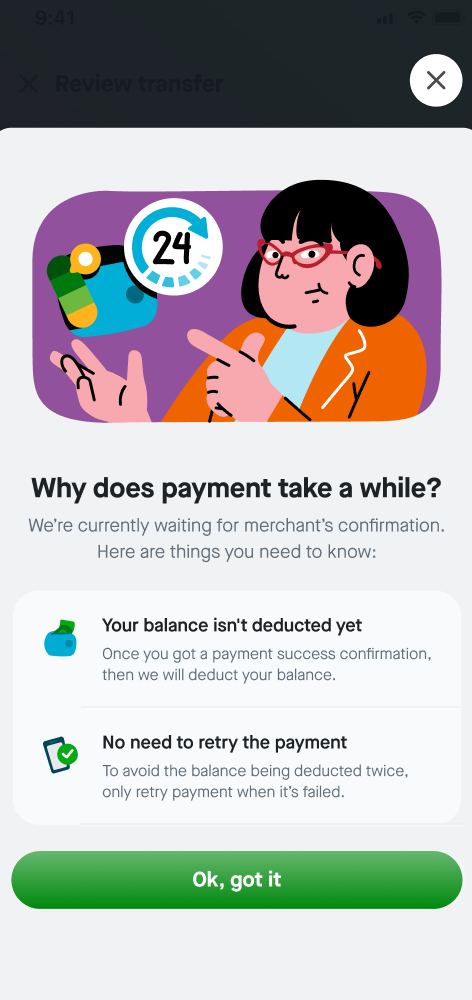 9:41
Review transfer
24
Why does payment take a while?
We’re currently waiting for merchant’s confirmation.
Here are things you need to know:
Your balance isn't deducted yet
Once you got a payment success confirmation,
then we will deduct your balance.
No need to retry the payment
To avoid the balance being deducted twice,
only retry payment when it’s failed.
Ok, got it